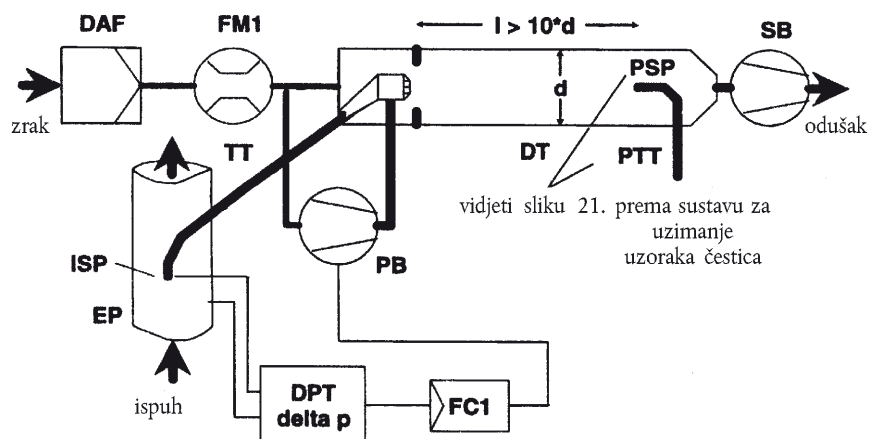 DAF
FM1
l > 10*d
SB
PSP
d
zrak
TT
DT
PTT
odušak
vidjeti sliku 21. prema sustavu za
uzimanje
uzoraka čestica
ISP
PB
EP
DPT
delta p
FC1
ispuh